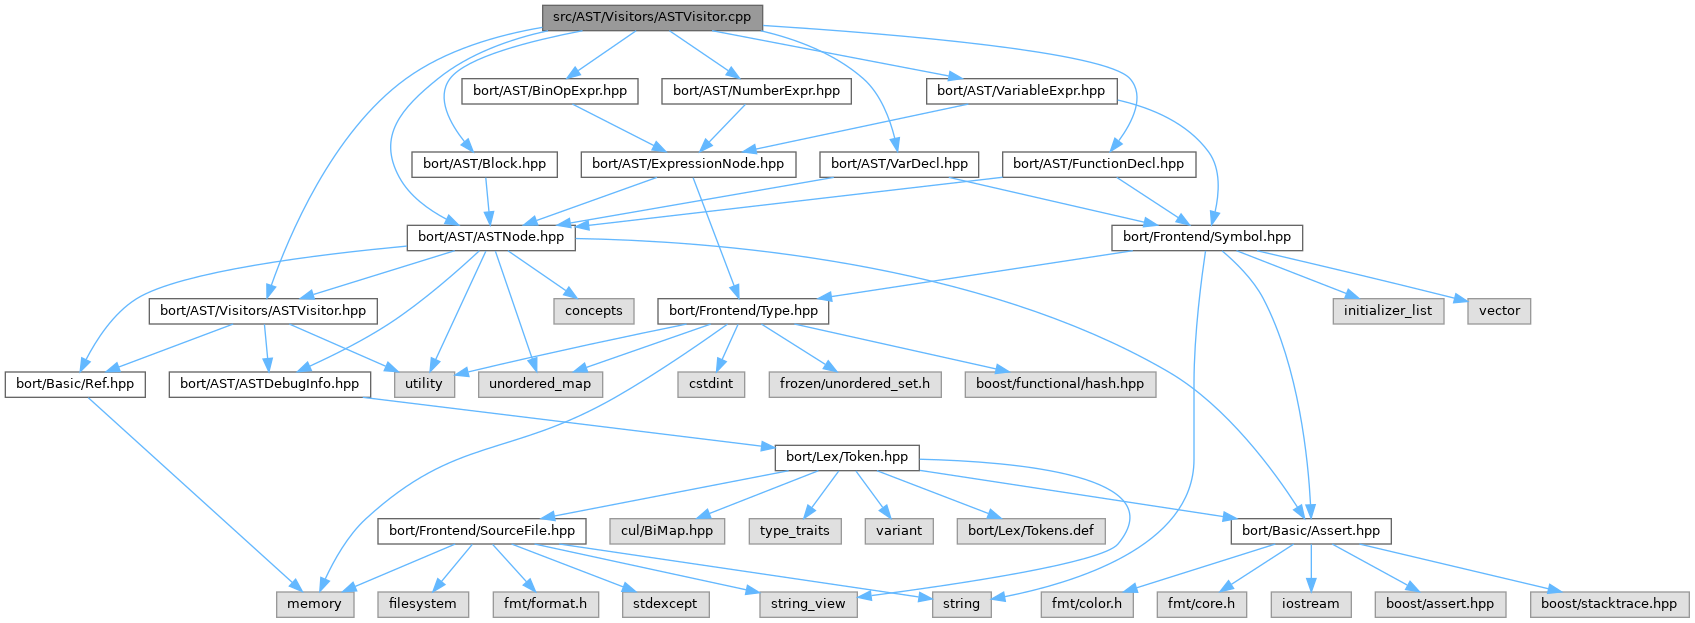 src/AST/Visitors/ASTVisitor.cpp
bort/AST/BinOpExpr.hpp
bort/AST/NumberExpr.hpp
bort/AST/VariableExpr.hpp
bort/AST/Block.hpp
bort/AST/ExpressionNode.hpp
bort/AST/VarDecl.hpp
bort/AST/FunctionDecl.hpp
bort/AST/ASTNode.hpp
bort/Frontend/Symbol.hpp
bort/AST/Visitors/ASTVisitor.hpp
concepts
bort/Frontend/Type.hpp
initializer_list
vector
bort/Basic/Ref.hpp
bort/AST/ASTDebugInfo.hpp
utility
unordered_map
cstdint
frozen/unordered_set.h
boost/functional/hash.hpp
bort/Lex/Token.hpp
bort/Frontend/SourceFile.hpp
cul/BiMap.hpp
type_traits
variant
bort/Lex/Tokens.def
bort/Basic/Assert.hpp
memory
filesystem
fmt/format.h
stdexcept
string_view
string
fmt/color.h
fmt/core.h
iostream
boost/assert.hpp
boost/stacktrace.hpp